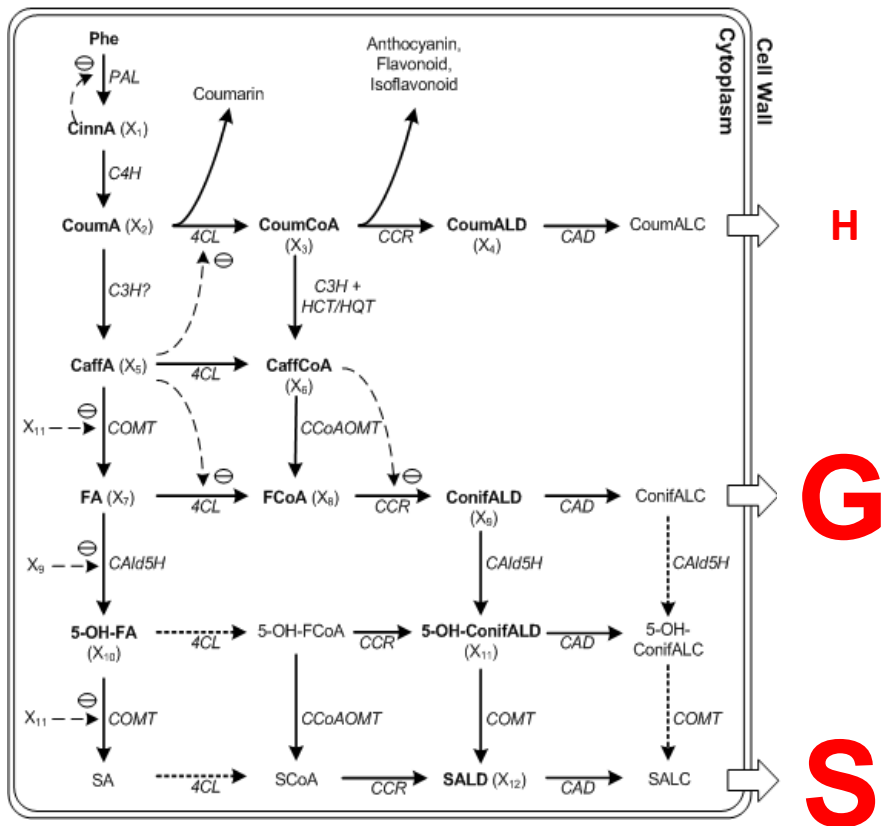 Phe
Anthocyanin,
Flavonoid,
Isoflavonoid
Cytoplasm
Cell Wall
⊖
PAL
Coumarin
CinnA (X₁)
C4H
CoumA (X₂)
4CL
CoumCoA
(X₃)
CCR
CoumALD
(X₄)
CAD
CoumALC
H
⊖
C3H?
C3H +
HCT/HQT
CaffA (X₅)
4CL
CaffCoA
(X₆)
X₁₁
⊖
COMT
CCoAOMT
⊖
⊖
FA (X₇)
4CL
FCoA (X₈)
CCR
ConifALD
(X₉)
CAD
ConifALC
G
X₉
⊖
CAld5H
CAld5H
CAld5H
5-OH-FA
(X₁₀)
4CL
5-OH-FCoA
CCR
5-OH-ConifALD
(X₁₁)
CAD
5-OH-
ConifALC
X₁₁
⊖
COMT
CCoAOMT
COMT
COMT
SA
4CL
SCoA
CCR
SALD (X₁₂)
CAD
SALC
S